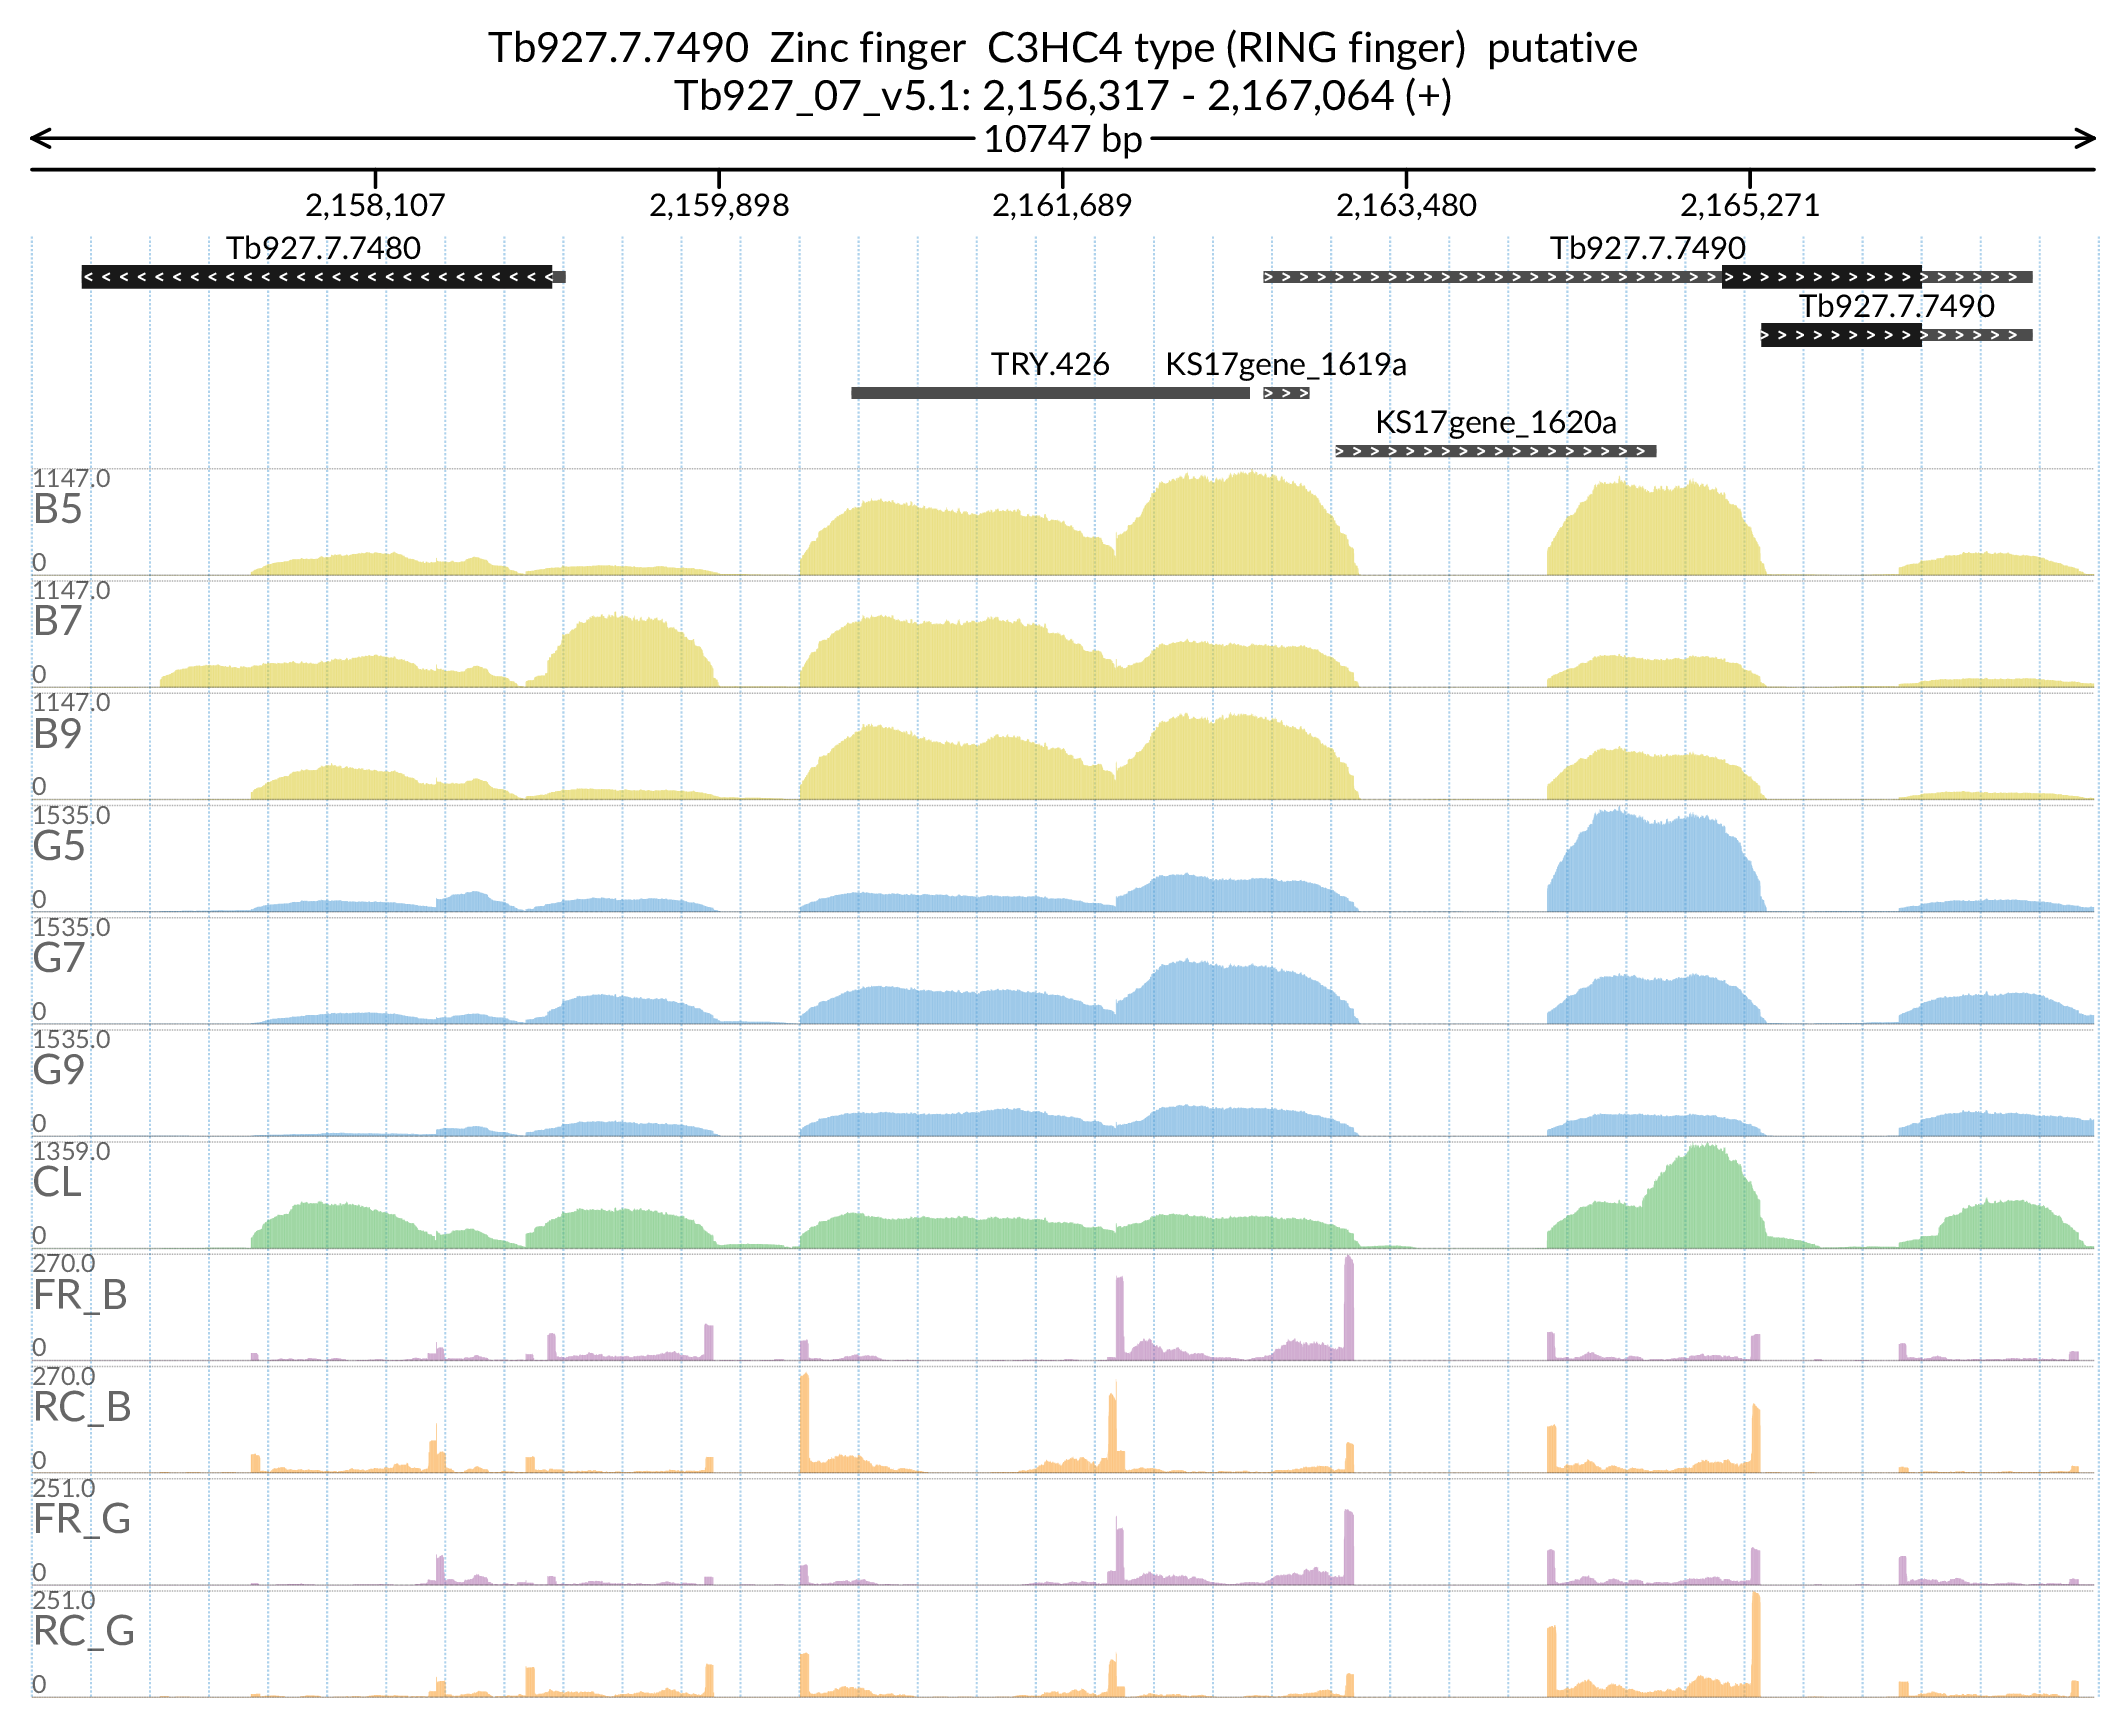 Tb927.7.7490  Zinc finger  C3HC4 type (RING finger)  putative
Tb927_07_v5.1: 2,156,317 - 2,167,064 (+)
10747 bp
2,158,107 2,159,898 2,161,689 2,163,480 2,165,271
Tb927.7.7480 Tb927.7.7490
Tb927.7.7490
TRY.426 KS17gene_1619a
KS17gene_1620a
1147.0
B5
0
1147.0
B7
0
1147.0
B9
0
1535.0
G5
0
1535.0
G7
0
1535.0
G9
0
1359.0
CL
0
270.0
FR_B
0
270.0
RC_B
0
251.0
FR_G
0
251.0
RC_G
0